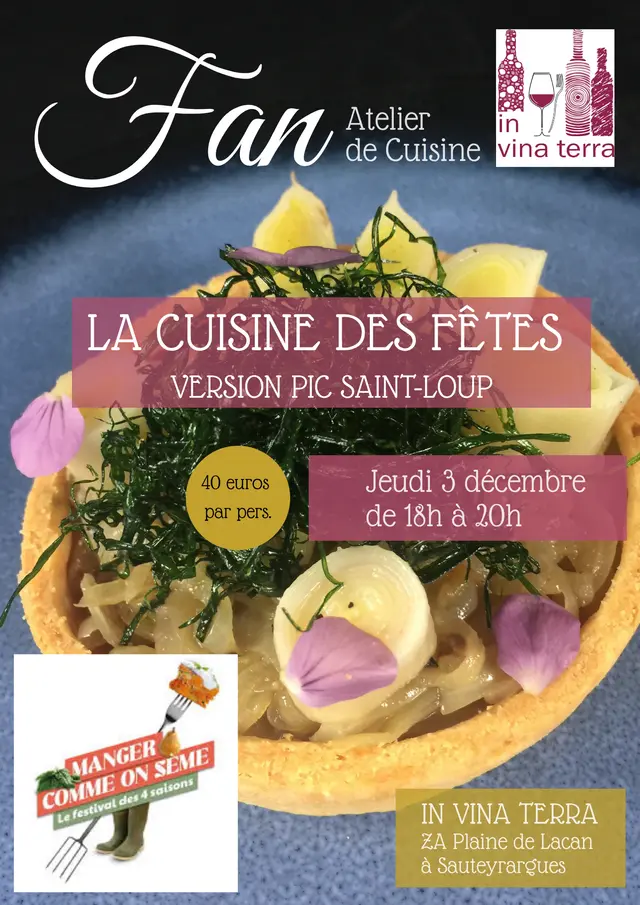 Fan
Atelier
de Cuisine
in
vina terra
LA CUISINE DES FÊTES
VERSION PIC SAINT-LOUP
40 euros
par pers.
Jeudi 3 décembre
de 18h à 20h
MANGER
COMME ON SÈME
Le festival des 4 saisons
IN VINA TERRA
ZA Plaine de Lacan
à Sauteyrargues